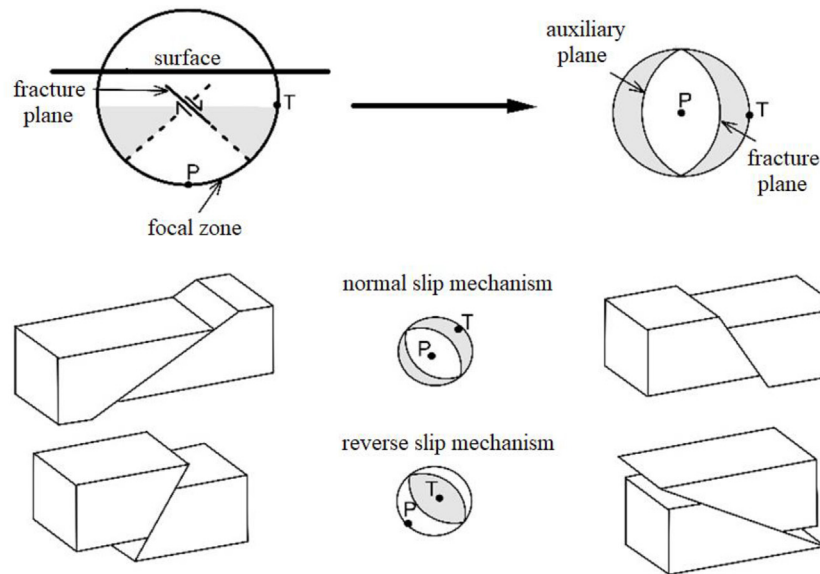 surface
fracture
plane
T
P
focal zone
auxiliary
plane
P
T
fracture
plane
normal slip mechanism
T
P
reverse slip mechanism
T
P